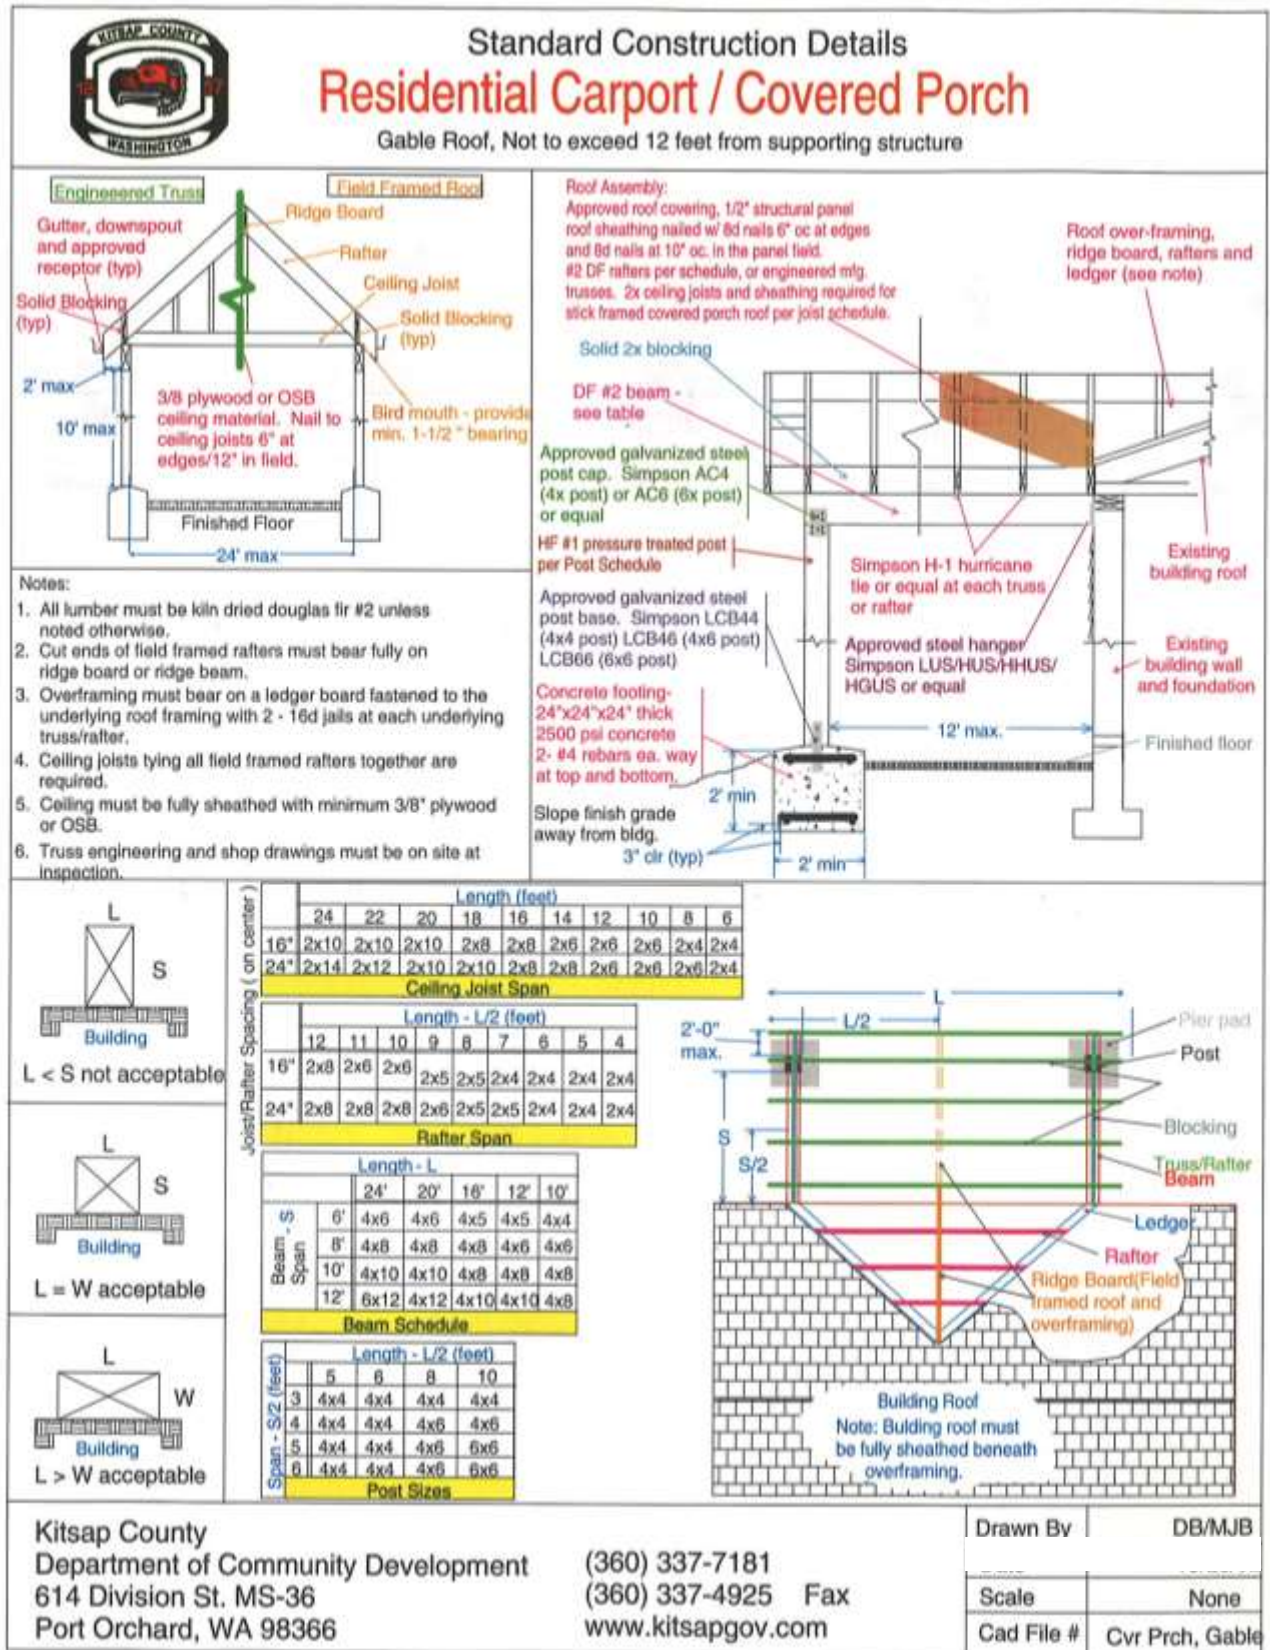 KITSAP COUNTY
18 57
WASHINGTON
Standard Construction Details
Residential Carport / Covered Porch
Gable Roof, Not to exceed 12 feet from supporting structure
Engineeered Truss
Field Framed Roof
Ridge Board
Gutter, downspout
and approved
receptor (typ)
Rafter
Ceiling Joist
Solid Blocking
(typ)
Solid Blocking
(typ)
2' max
10' max
3/8 plywood or OSB
ceiling material. Nail to
ceiling joists 6" at
edges/12" in field.
Bird mouth - provide
min. 1-1/2 " bearing
Finished Floor
24' max
Roof Assembly:
Approved roof covering, 1/2" structural panel
roof sheathing nailed w/ 8d nails 6" oc at edges
and 8d nails at 10" oc. in the panel field.
#2 DF rafters per schedule, or engineered mfg.
trusses. 2x ceiling joists and sheathing required for
stick framed covered porch roof per joist schedule.
Roof over-framing,
ridge board, rafters and
ledger (see note)
Solid 2x blocking
DF #2 beam -
see table
Approved galvanized steel
post cap. Simpson AC4
(4x post) or AC6 (6x post)
or equal
HF #1 pressure treated post
per Post Schedule
Simpson H-1 hurricane
tie or equal at each truss
or rafter
Existing
building roof
Approved galvanized steel
post base. Simpson LCB44
(4x4 post) LCB46 (4x6 post)
LCB66 (6x6 post)
Approved steel hanger
Simpson LUS/HUS/HHUS/
HGUS or equal
Existing
building wall
and foundation
Concrete footing-
24"x24"x24" thick
2500 psi concrete
2- #4 rebars ea. way
at top and bottom.
12' max.
Finished floor
2' min
Slope finish grade
away from bldg.
3" clr (typ)
2' min
Notes:
1. All lumber must be kiln dried douglas fir #2 unless
noted otherwise.
2. Cut ends of field framed rafters must bear fully on
ridge board or ridge beam.
3. Overframing must bear on a ledger board fastened to the
underlying roof framing with 2 - 16d jails at each underlying
truss/rafter.
4. Ceiling joists tying all field framed rafters together are
required.
5. Ceiling must be fully sheathed with minimum 3/8" plywood
or OSB.
6. Truss engineering and shop drawings must be on site at
inspection.
L
S
Building
L < S not acceptable
L
S
Building
L = W acceptable
L
W
Building
L > W acceptable
Joist/Rafter Spacing ( on center )
Length (feet)
24 22 20 18 16 14 12 10 8 6
16" 2x10 2x10 2x10 2x8 2x8 2x6 2x6 2x6 2x4 2x4
24" 2x14 2x12 2x10 2x10 2x8 2x8 2x6 2x6 2x6 2x4
Ceiling Joist Span
Length - L/2 (feet)
12 11 10 9 8 7 6 5 4
16" 2x8 2x6 2x6 2x5 2x5 2x4 2x4 2x4 2x4
24" 2x8 2x8 2x8 2x6 2x5 2x5 2x4 2x4 2x4
Rafter Span
Length - L
24' 20' 16' 12' 10'
Beam - S
Span
6' 4x6 4x6 4x5 4x5 4x4
8' 4x8 4x8 4x8 4x6 4x6
10' 4x10 4x10 4x8 4x8 4x8
12' 6x12 4x12 4x10 4x10 4x8
Beam Schedule
Length - L/2 (feet)
Span - S/2 (feet)
5 6 8 10
3 4x4 4x4 4x4 4x4
4 4x4 4x4 4x6 4x6
5 4x4 4x4 4x6 6x6
6 4x4 4x4 4x6 6x6
Post Sizes
L
L/2
2'-0"
max.
S
S/2
Pier pad
Post
Blocking
Truss/Rafter
Beam
Ledger
Rafter
Ridge Board(Field
framed roof and
overframing)
Building Roof
Note: Bulding roof must
be fully sheathed beneath
overframing.
Kitsap County
Department of Community Development
614 Division St. MS-36
Port Orchard, WA 98366
(360) 337-7181
(360) 337-4925 Fax
www.kitsapgov.com
Drawn By DB/MJB
Scale None
Cad File # Cvr Prch, Gable